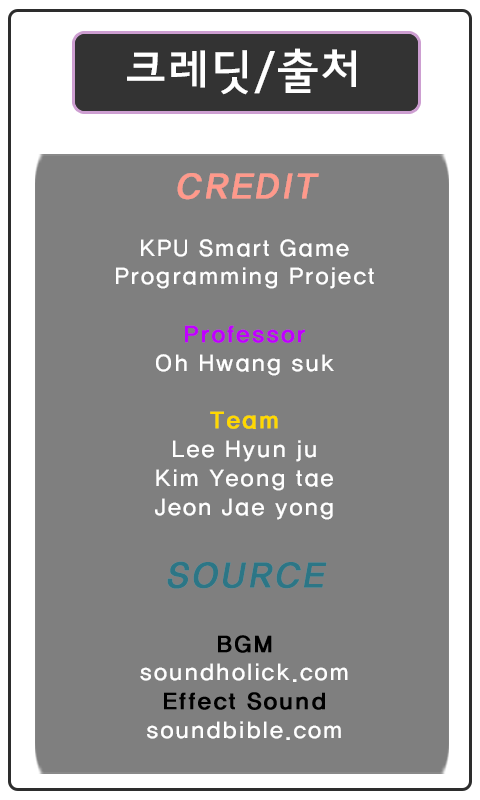 크레딧/출처
CREDIT
KPU Smart Game
Programming Project
Professor
Oh Hwang suk
Team
Lee Hyun ju
Kim Yeong tae
Jeon Jae yong
SOURCE
BGM
soundholick.com
Effect Sound
soundbible.com